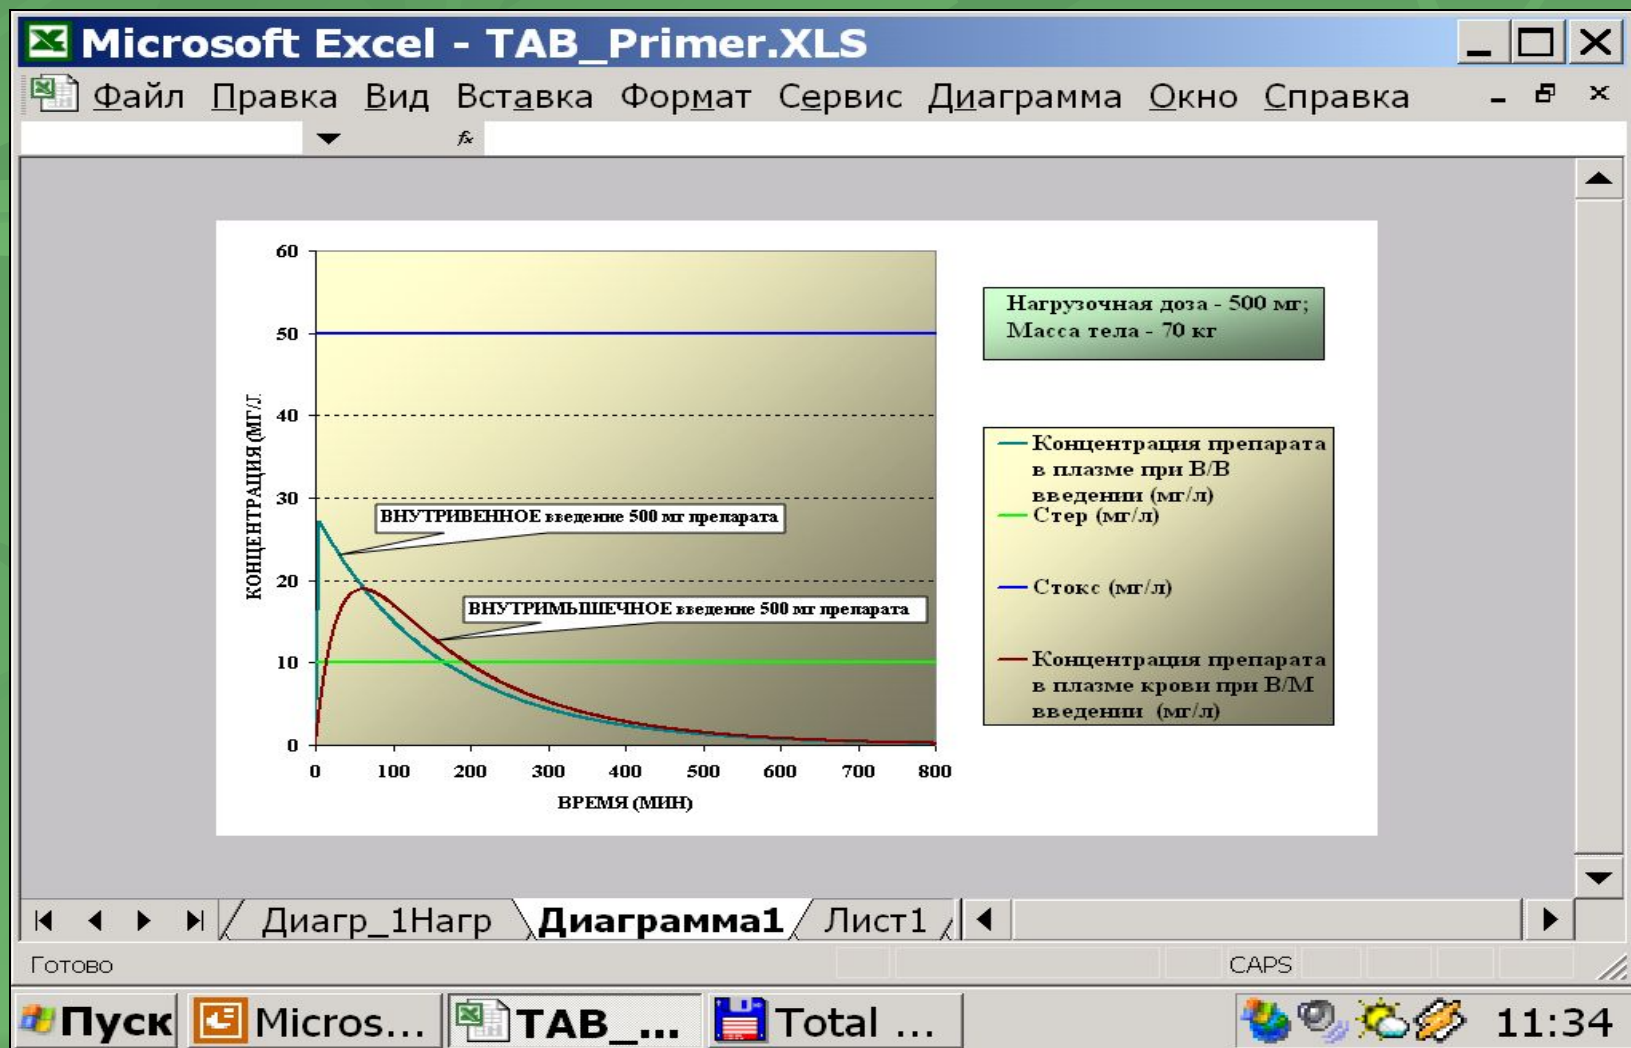 Microsoft Excel - TAB_Primer.XLS
Файл Правка Вид Вставка Формат Сервис Диаграмма Окно Справка
fx
60
50
40
30
20
10
0
КОНЦЕНТРАЦИЯ (МГ/Л
0 100 200 300 400 500 600 700 800
ВРЕМЯ (МИН)
ВНУТРИВЕННОЕ введение 500 мг препарата
ВНУТРИМЫШЕЧНОЕ введение 500 мг препарата
Нагрузочная доза - 500 мг;
Масса тела - 70 кг
Концентрация препарата
в плазме при В/В
введении (мг/л)
Стер (мг/л)
Стокс (мг/л)
Концентрация препарата
в плазме крови при В/М
введении (мг/л)
Диагр_1Нагр Диаграмма1 Лист1
Готово CAPS
Пуск Micros... TAB_... Total ... 11:34